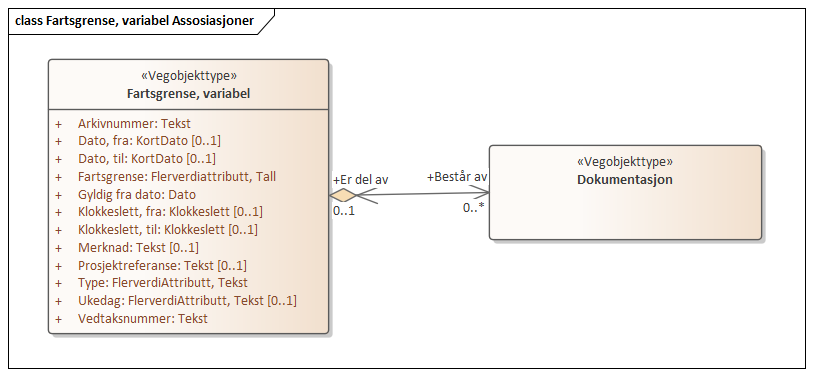 class Fartsgrense, variabel Assosiasjoner
«Vegobjekttype»
Fartsgrense, variabel
+ Arkivnummer: Tekst
+ Dato, fra: KortDato [0..1]
+ Dato, til: KortDato [0..1]
+ Fartsgrense: Flerverdiattributt, Tall
+ Gyldig fra dato: Dato
+ Klokkeslett, fra: Klokkeslett [0..1]
+ Klokkeslett, til: Klokkeslett [0..1]
+ Merknad: Tekst [0..1]
+ Prosjektreferanse: Tekst [0..1]
+ Type: FlerverdiAttributt, Tekst
+ Ukedag: FlerverdiAttributt, Tekst [0..1]
+ Vedtaksnummer: Tekst
+Er del av
0..1
+Består av
0..*
«Vegobjekttype»
Dokumentasjon